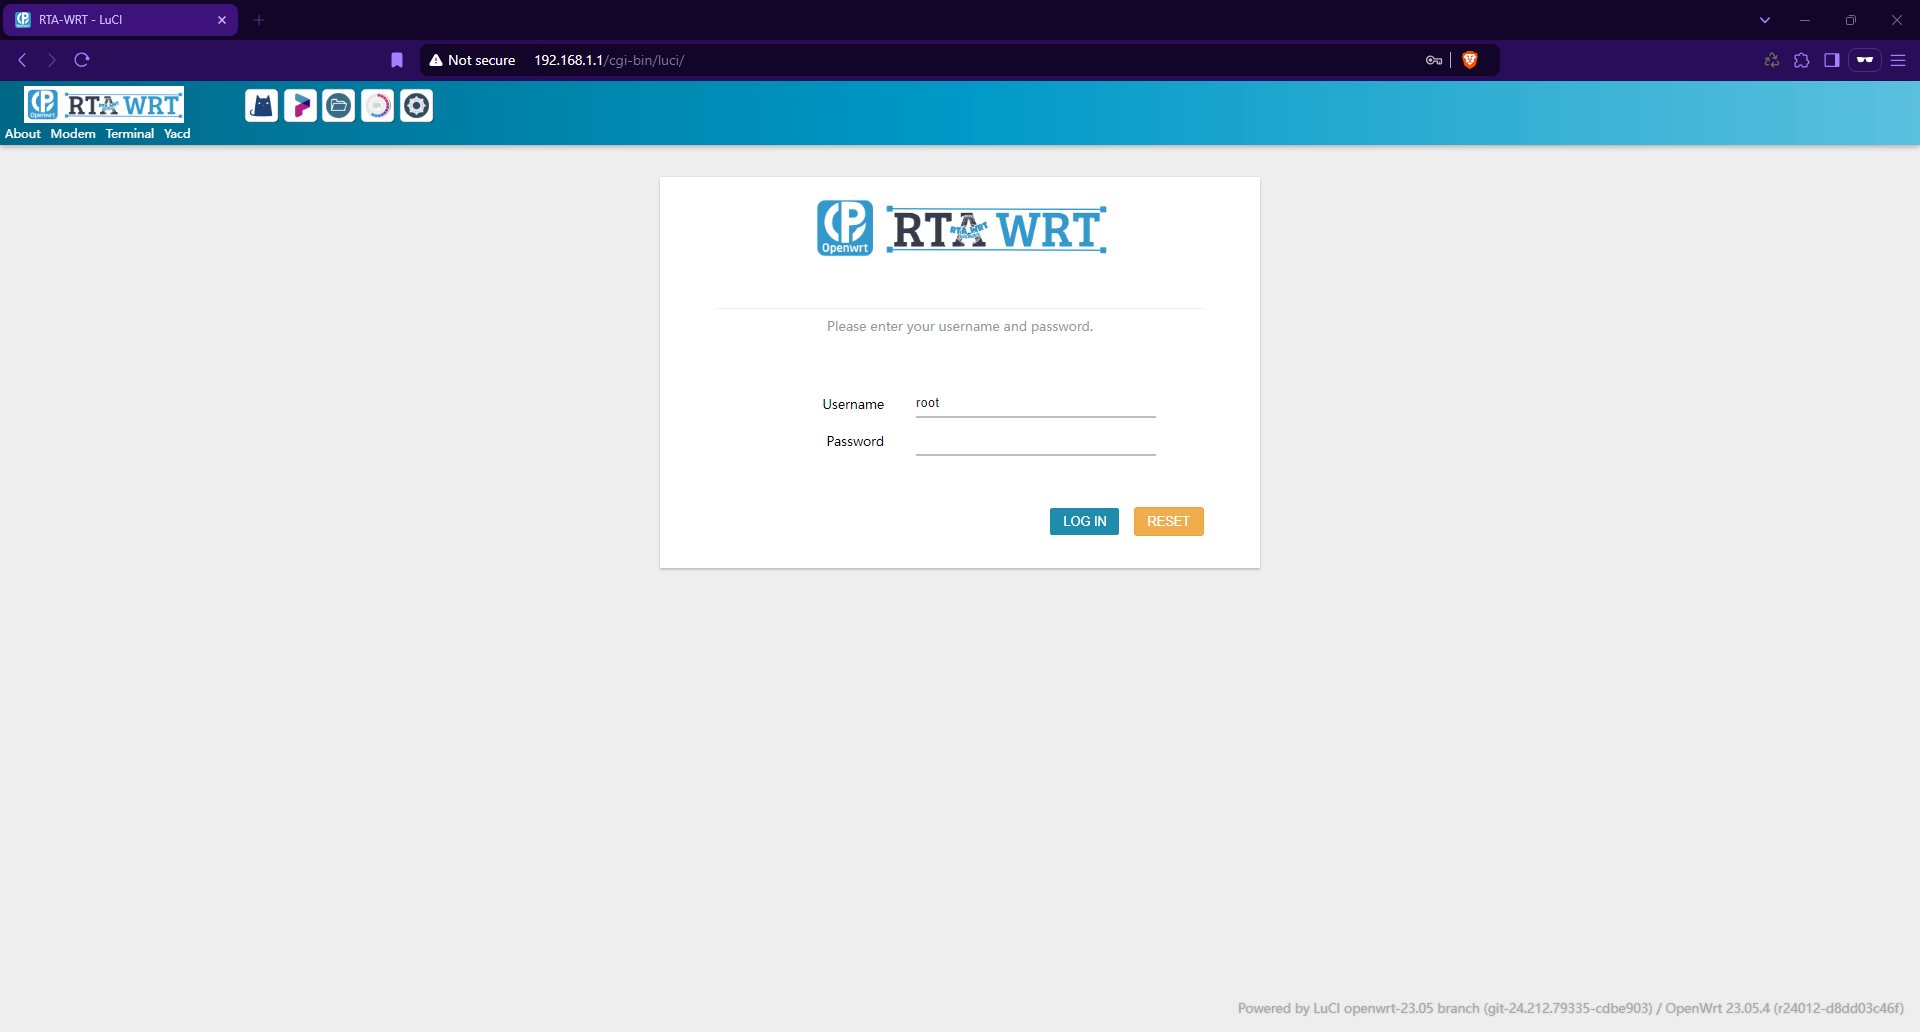 RTA-WRT - LuCI
Not secure 192.168.1.1/cgi-bin/luci/
Openwrt RTA WRT
About Modem Terminal Yacd
Openwrt RTA WRT
RTA WRT
Please enter your username and password.
Username root
Password
LOG IN RESET
Powered by LuCI openwrt-23.05 branch (git-24.212.79335-cdbe903) / OpenWrt 23.05.4 (r24012-d8dd03c46f)